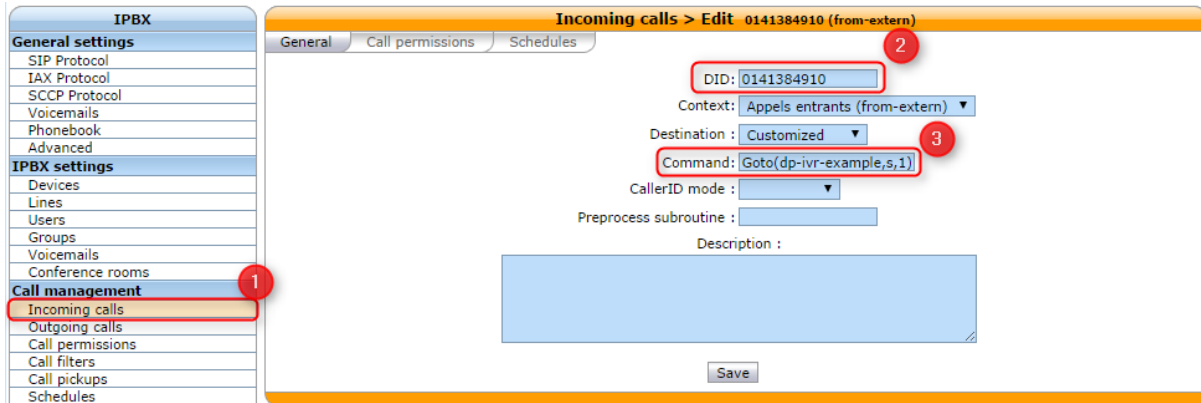 IPBX
General settings
SIP Protocol
IAX Protocol
SCCP Protocol
Voicemails
Phonebook
Advanced
IPBX settings
Devices
Lines
Users
Groups
Voicemails
Conference rooms
Call management
1
Incoming calls
Outgoing calls
Call permissions
Call filters
Call pickups
Schedules
Incoming calls > Edit 0141384910 (from-extern)
General Call permissions Schedules
2
DID: 0141384910
Context: Appels entrants (from-extern)
Destination : Customized
3
Command: Goto(dp-ivr-example,s,1)
CallerID mode :
Preprocess subroutine :
Description :
Save